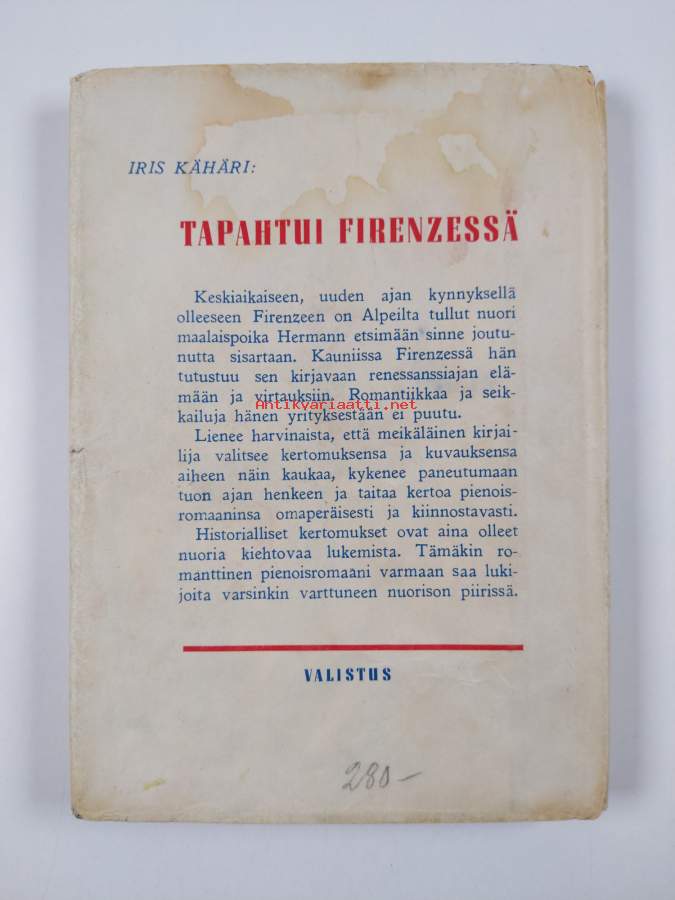 IRIS KÄHÄRI:
TAPAHTUI FIRENZESSÄ
Keskiaikaiseen, uuden ajan kynnyksellä
olleeseen Firenzeen on Alpeilta tullut nuori
maalaispoika Hermann etsimään sinne joutu-
nutta sisartaan. Kauniissa Firenzessä hän
tutustuu sen kirjavaan renessanssiajan elä-
mään ja virtauksiin. Romantiikkaa ja seik-
Antikvariaatti.net
kailuja hänen yrityksestään ei puutu.
Lienee harvinaista, että meikäläinen kirjai-
lija valitsee kertomuksensa ja kuvauksensa
aiheen näin kaukaa, kykenee paneutumaan
tuon ajan henkeen ja taitaa kertoa pienois-
romaaninsa omaperäisesti ja kiinnostavasti.
Historialliset kertomukset ovat aina olleet
nuoria kiehtovaa lukemista. Tämäkin ro-
manttinen pienoisromaani varmaan saa luki-
joita varsinkin varttuneen nuorison piirissä.
VALISTUS
280-